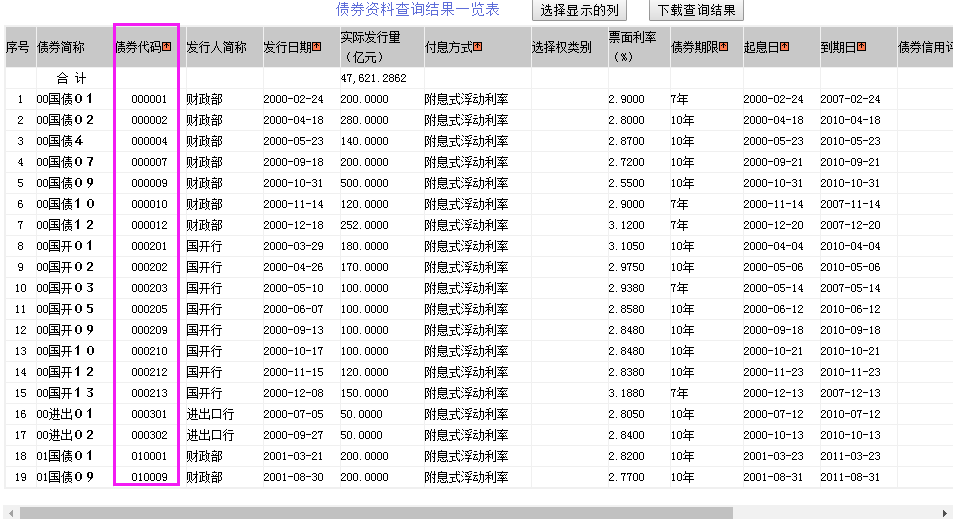 债券资料查询结果一览表 选择显示的列 下载查询结果
序号 债券简称 债券代码 发行人简称 发行日期 实际发行量（亿元） 付息方式 选择权类别 票面利率（%） 债券期限 起息日 到期日 债券信用评
合 计 47,621.2862
1 00国债０１ 000001 财政部 2000-02-24 200.0000 附息式浮动利率 2.9000 7年 2000-02-24 2007-02-24
2 00国债０２ 000002 财政部 2000-04-18 280.0000 附息式浮动利率 2.8000 10年 2000-04-18 2010-04-18
3 00国债４ 000004 财政部 2000-05-23 140.0000 附息式浮动利率 2.8700 10年 2000-05-23 2010-05-23
4 00国债０７ 000007 财政部 2000-09-18 200.0000 附息式浮动利率 2.7200 10年 2000-09-21 2010-09-21
5 00国债０９ 000009 财政部 2000-10-31 500.0000 附息式浮动利率 2.5500 10年 2000-10-31 2010-10-31
6 00国债１０ 000010 财政部 2000-11-14 120.0000 附息式浮动利率 2.9000 7年 2000-11-14 2007-11-14
7 00国债１２ 000012 财政部 2000-12-18 252.0000 附息式浮动利率 3.1200 7年 2000-12-20 2007-12-20
8 00国开０１ 000201 国开行 2000-03-29 180.0000 附息式浮动利率 3.1050 10年 2000-04-04 2010-04-04
9 00国开０２ 000202 国开行 2000-04-26 170.0000 附息式浮动利率 2.9750 10年 2000-05-06 2010-05-06
10 00国开０３ 000203 国开行 2000-05-10 100.0000 附息式浮动利率 2.9380 7年 2000-05-14 2007-05-14
11 00国开０５ 000205 国开行 2000-06-07 100.0000 附息式浮动利率 2.8580 10年 2000-06-12 2010-06-12
12 00国开０９ 000209 国开行 2000-09-13 100.0000 附息式浮动利率 2.8480 10年 2000-09-18 2010-09-18
13 00国开１０ 000210 国开行 2000-10-17 100.0000 附息式浮动利率 2.8480 10年 2000-10-21 2010-10-21
14 00国开１２ 000212 国开行 2000-11-15 120.0000 附息式浮动利率 2.8380 10年 2000-11-23 2010-11-23
15 00国开１３ 000213 国开行 2000-12-08 150.0000 附息式浮动利率 3.1880 7年 2000-12-13 2007-12-13
16 00进出０１ 000301 进出口行 2000-07-05 50.0000 附息式浮动利率 2.8050 10年 2000-07-12 2010-07-12
17 00进出０２ 000302 进出口行 2000-09-27 50.0000 附息式浮动利率 2.8400 10年 2000-10-13 2010-10-13
18 01国债０１ 010001 财政部 2001-03-21 200.0000 附息式浮动利率 2.8200 10年 2001-03-23 2011-03-23
19 01国债０９ 010009 财政部 2001-08-30 200.0000 附息式浮动利率 2.7700 10年 2001-08-31 2011-08-31